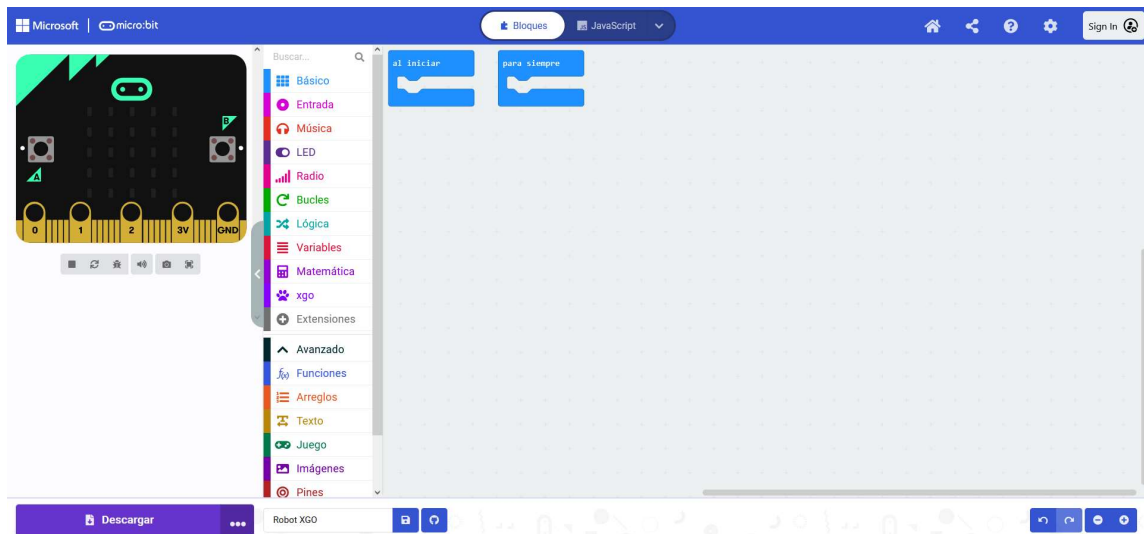 Microsoft | micro:bit
Bloques
JavaScript
Sign In
B
A
0 1 2 3V GND
Buscar...
Básico
Entrada
Música
LED
Radio
Bucles
Lógica
Variables
Matemática
xgo
Extensiones
Avanzado
f(x) Funciones
Arreglos
Texto
Juego
Imágenes
Pines
al iniciar
para siempre
Descargar
Robot XGO